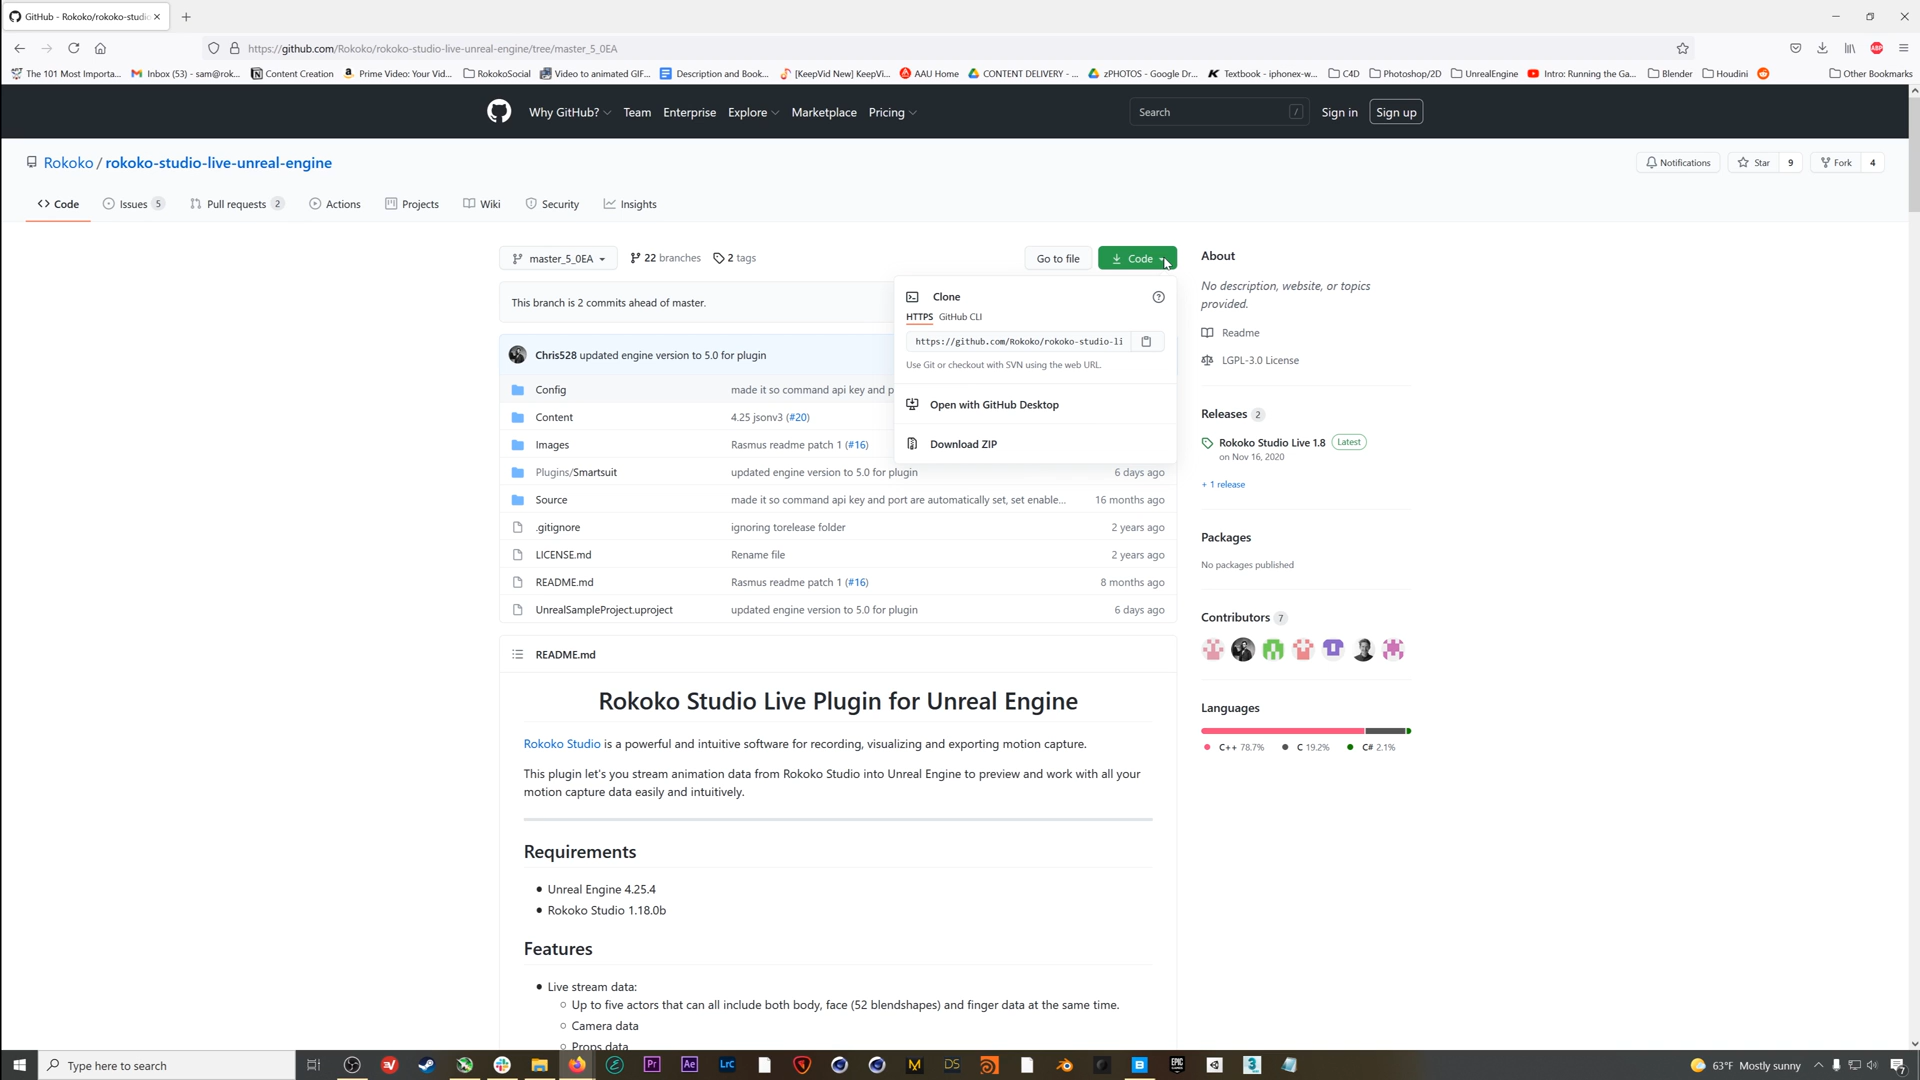 GitHub - Rokoko/rokoko-studio
https://github.com/Rokoko/rokoko-studio-live-unreal-engine/tree/master_5_0EA
The 101 Most Importa...
Inbox (53) - sam@rok...
Content Creation
Prime Video: Your Vid...
RokokoSocial
Video to animated GIF...
Description and Book...
[KeepVid New] KeepVi...
AAU Home
CONTENT DELIVERY - ...
zPHOTOS - Google Dr...
Textbook - iphonex-w...
C4D
Photoshop/2D
UnrealEngine
Intro: Running the Ga...
Blender
Houdini
Other Bookmarks
ABP
Why GitHub?
Team
Enterprise
Explore
Marketplace
Pricing
Search
/
Sign in
Sign up
Rokoko / rokoko-studio-live-unreal-engine
Notifications
Star 9
Fork 4
Code
Issues 5
Pull requests 2
Actions
Projects
Wiki
Security
Insights
master_5_0EA
22 branches
2 tags
Go to file
Code
This branch is 2 commits ahead of master.
Clone
HTTPS GitHub CLI
https://github.com/Rokoko/rokoko-studio-li
Use Git or checkout with SVN using the web URL.
Open with GitHub Desktop
Download ZIP
Chris528 updated engine version to 5.0 for plugin
Config made it so command api key and p
Content 4.25 jsonv3 (#20)
Images Rasmus readme patch 1 (#16)
Plugins/Smartsuit updated engine version to 5.0 for plugin 6 days ago
Source made it so command api key and port are automatically set, set enable... 16 months ago
.gitignore ignoring torelease folder 2 years ago
LICENSE.md Rename file 2 years ago
README.md Rasmus readme patch 1 (#16) 8 months ago
UnrealSampleProject.uproject updated engine version to 5.0 for plugin 6 days ago
README.md
Rokoko Studio Live Plugin for Unreal Engine
Rokoko Studio is a powerful and intuitive software for recording, visualizing and exporting motion capture.
This plugin let's you stream animation data from Rokoko Studio into Unreal Engine to preview and work with all your
motion capture data easily and intuitively.
Requirements
Unreal Engine 4.25.4
Rokoko Studio 1.18.0b
Features
Live stream data:
Up to five actors that can all include both body, face (52 blendshapes) and finger data at the same time.
Camera data
Props data
About
No description, website, or topics
provided.
Readme
LGPL-3.0 License
Releases 2
Rokoko Studio Live 1.8 Latest
on Nov 16, 2020
+ 1 release
Packages
No packages published
Contributors 7
Languages
C++ 78.7%
C 19.2%
C# 2.1%
Type here to search
Pr
Ae
LrC
M
DS
B
EPIC
3
63°F Mostly sunny
7